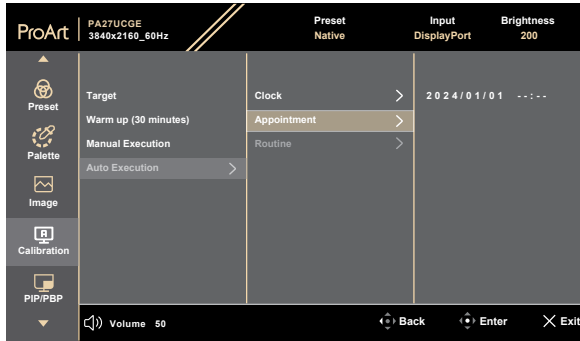 ProArt
PA27UCGE
3840x2160_60Hz
Preset
Native
Input
DisplayPort
Brightness
200
Preset
Palette
Image
Calibration
PIP/PBP
Target
Warm up (30 minutes)
Manual Execution
Auto Execution
Clock
Appointment
Routine
2024/01/01 --:--
Volume 50
Back
Enter
Exit